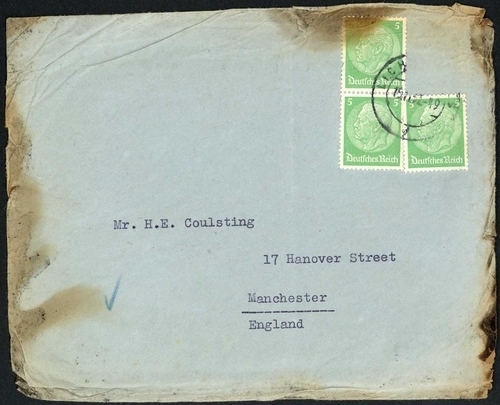 5
Deutsches Reich
5
5
Deutsches Reich
Deutsches Reich
Mr. H.E. Coulsting
17 Hanover Street
Manchester
England